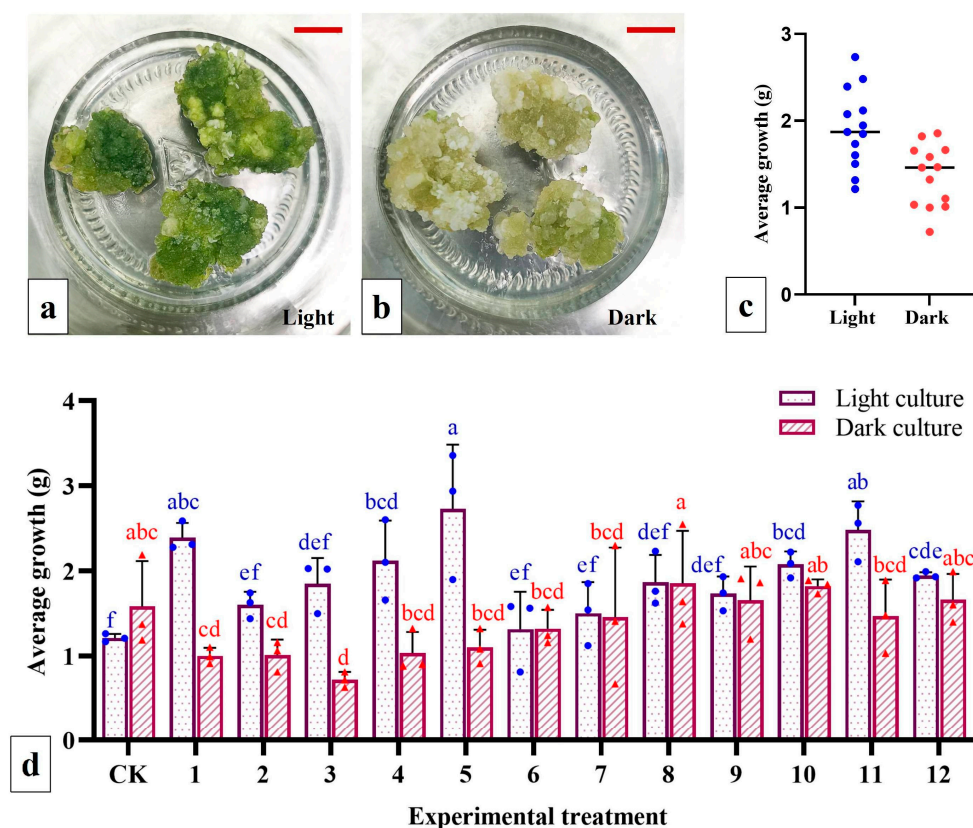 a
Light
b
Dark
c
Average growth (g)
3
2
1
0
Light
Dark
d
Average growth (g)
4
3
2
1
0
Light culture
Dark culture
f
abc
abc
cd
ef
cd
def
d
bcd
bcd
a
bcd
ef
bcd
ef
bcd
def
a
def
abc
bcd
ab
ab
bcd
cde
abc
CK 1 2 3 4 5 6 7 8 9 10 11 12
Experimental treatment